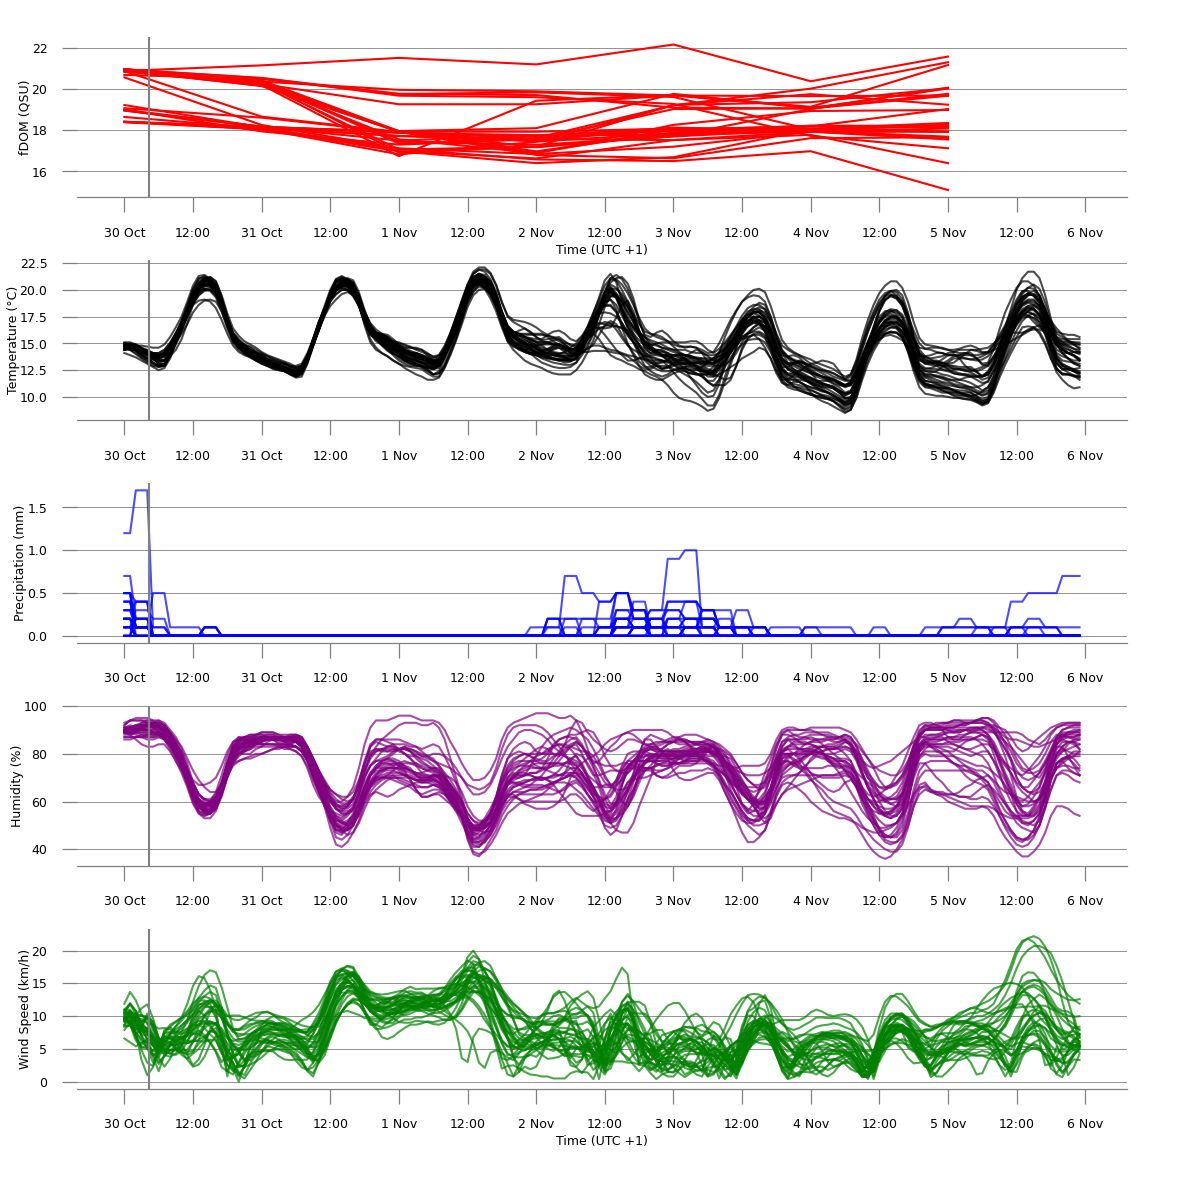 22
20
18
16
fDOM (QSU)
30 Oct 12:00 31 Oct 12:00 1 Nov 12:00 2 Nov 12:00 3 Nov 12:00 4 Nov 12:00 5 Nov 12:00 6 Nov
Time (UTC +1)
22.5
20.0
17.5
15.0
12.5
10.0
Temperature (°C)
30 Oct 12:00 31 Oct 12:00 1 Nov 12:00 2 Nov 12:00 3 Nov 12:00 4 Nov 12:00 5 Nov 12:00 6 Nov
1.5
1.0
0.5
0.0
Precipitation (mm)
30 Oct 12:00 31 Oct 12:00 1 Nov 12:00 2 Nov 12:00 3 Nov 12:00 4 Nov 12:00 5 Nov 12:00 6 Nov
100
80
60
40
Humidity (%)
30 Oct 12:00 31 Oct 12:00 1 Nov 12:00 2 Nov 12:00 3 Nov 12:00 4 Nov 12:00 5 Nov 12:00 6 Nov
20
15
10
5
0
Wind Speed (km/h)
30 Oct 12:00 31 Oct 12:00 1 Nov 12:00 2 Nov 12:00 3 Nov 12:00 4 Nov 12:00 5 Nov 12:00 6 Nov
Time (UTC +1)